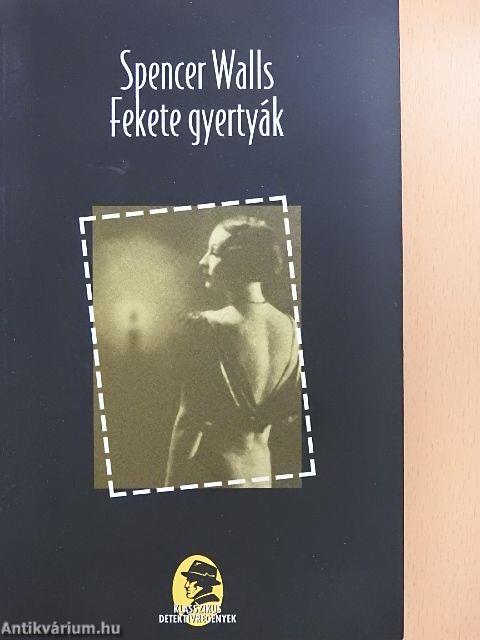 Spencer Walls
Fekete gyertyák
KLASSZIKUS
DETEKTÍVREGÉNYEK
Antikvárium.hu